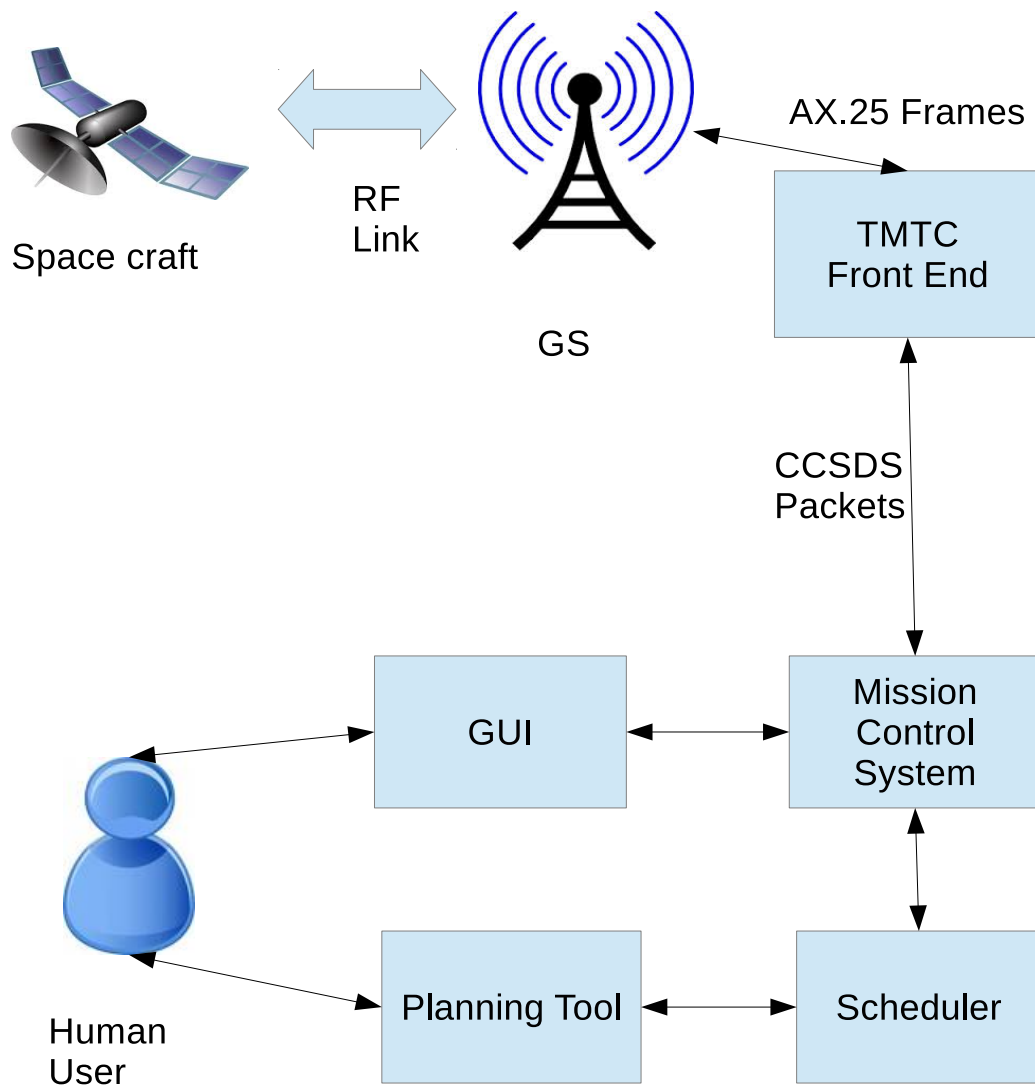 AX.25 Frames
RF
Link
TMTC
Front End
Space craft
GS
CCSDS
Packets
GUI
Mission
Control
System
Planning Tool
Scheduler
Human
User